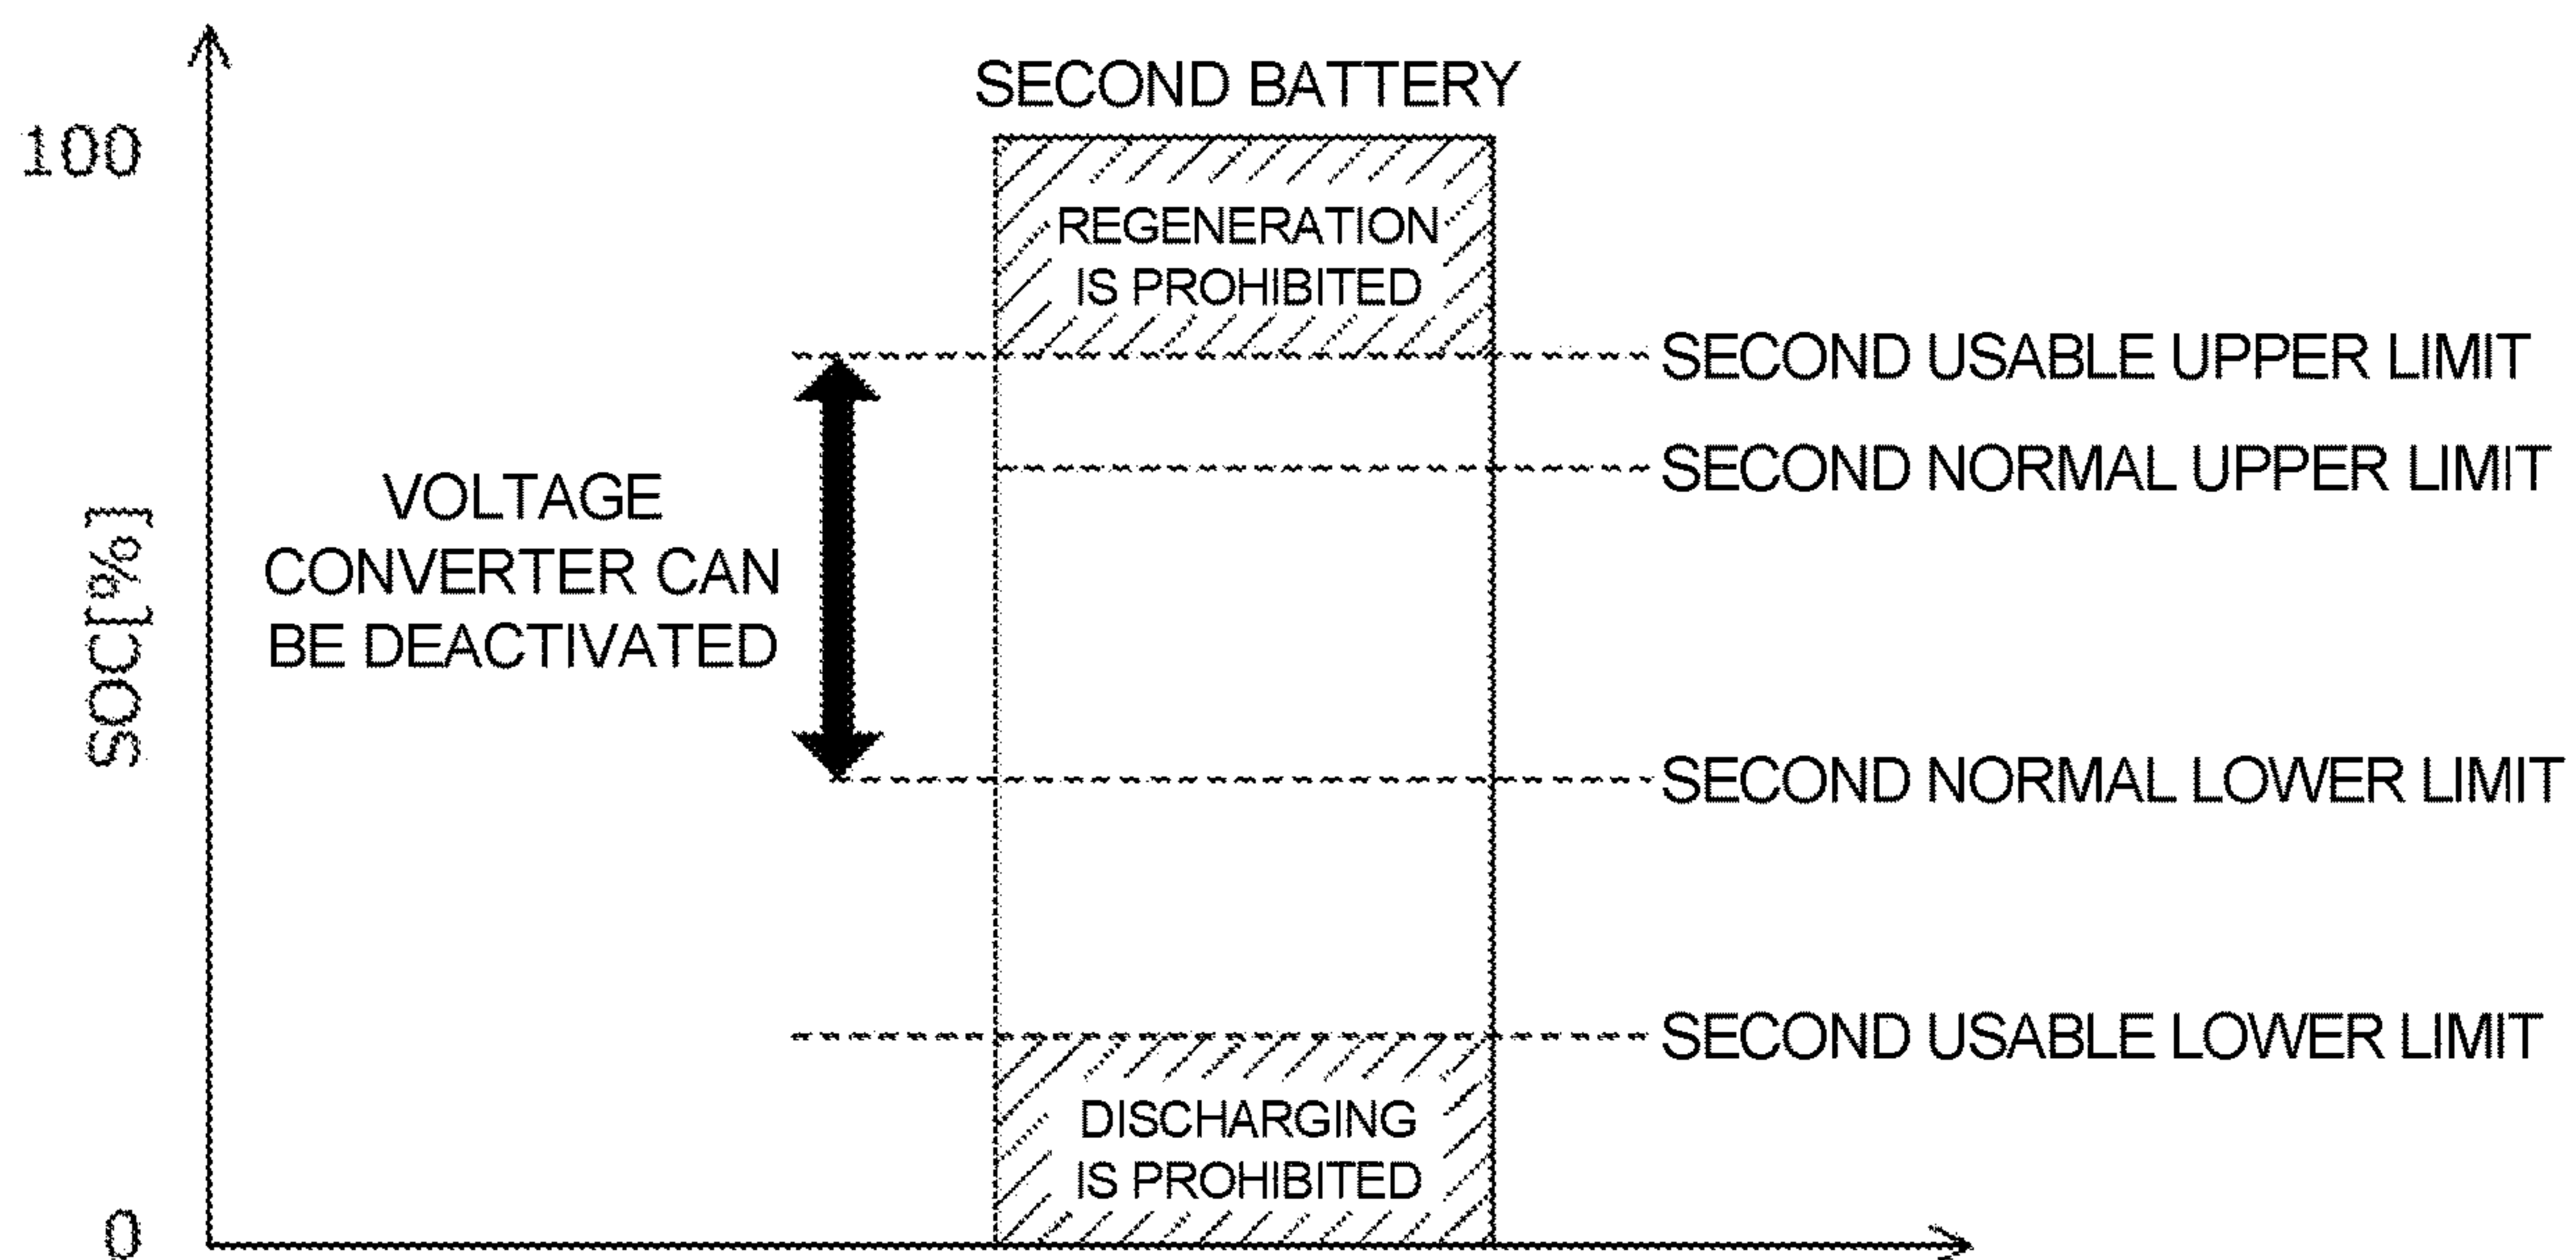 SECOND BATTERY
100
REGENERATION
IS PROHIBITED
SECOND USABLE UPPER LIMIT
SECOND NORMAL UPPER LIMIT
VOLTAGE
CONVERTER CAN
BE DEACTIVATED
SOC[%]
SECOND NORMAL LOWER LIMIT
SECOND USABLE LOWER LIMIT
DISCHARGING
IS PROHIBITED
0